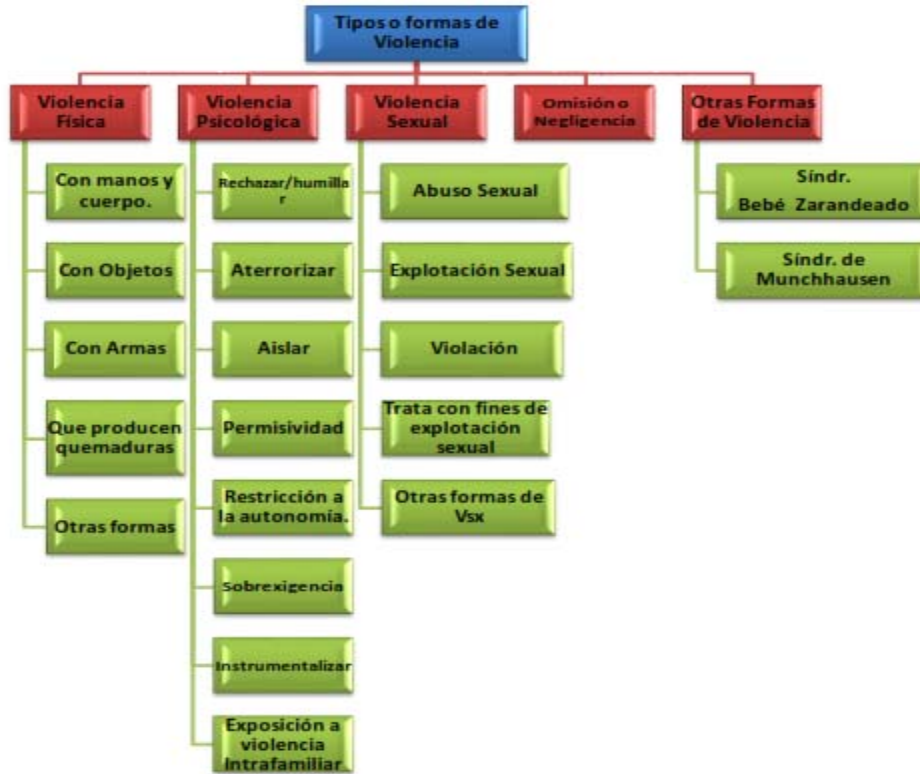 Tipos o formas de
Violencia
Violencia
Física
Con manos y
cuerpo.
Con Objetos
Con Armas
Que producen
quemaduras
Otras formas
Violencia
Psicológica
Rechazar/humilla
r
Aterrorizar
Aislar
Permisividad
Restricción a
la autonomía.
Sobrexigencia
Instrumentalizar
Exposición a
violencia
Intrafamiliar
Violencia
Sexual
Abuso Sexual
Explotación Sexual
Violación
Trata con fines de
explotación
sexual
Otras formas de
Vsx
Omisión o
Negligencia
Otras Formas
de Violencia
Síndr.
Bebé Zarandeado
Síndr. de
Munchhausen